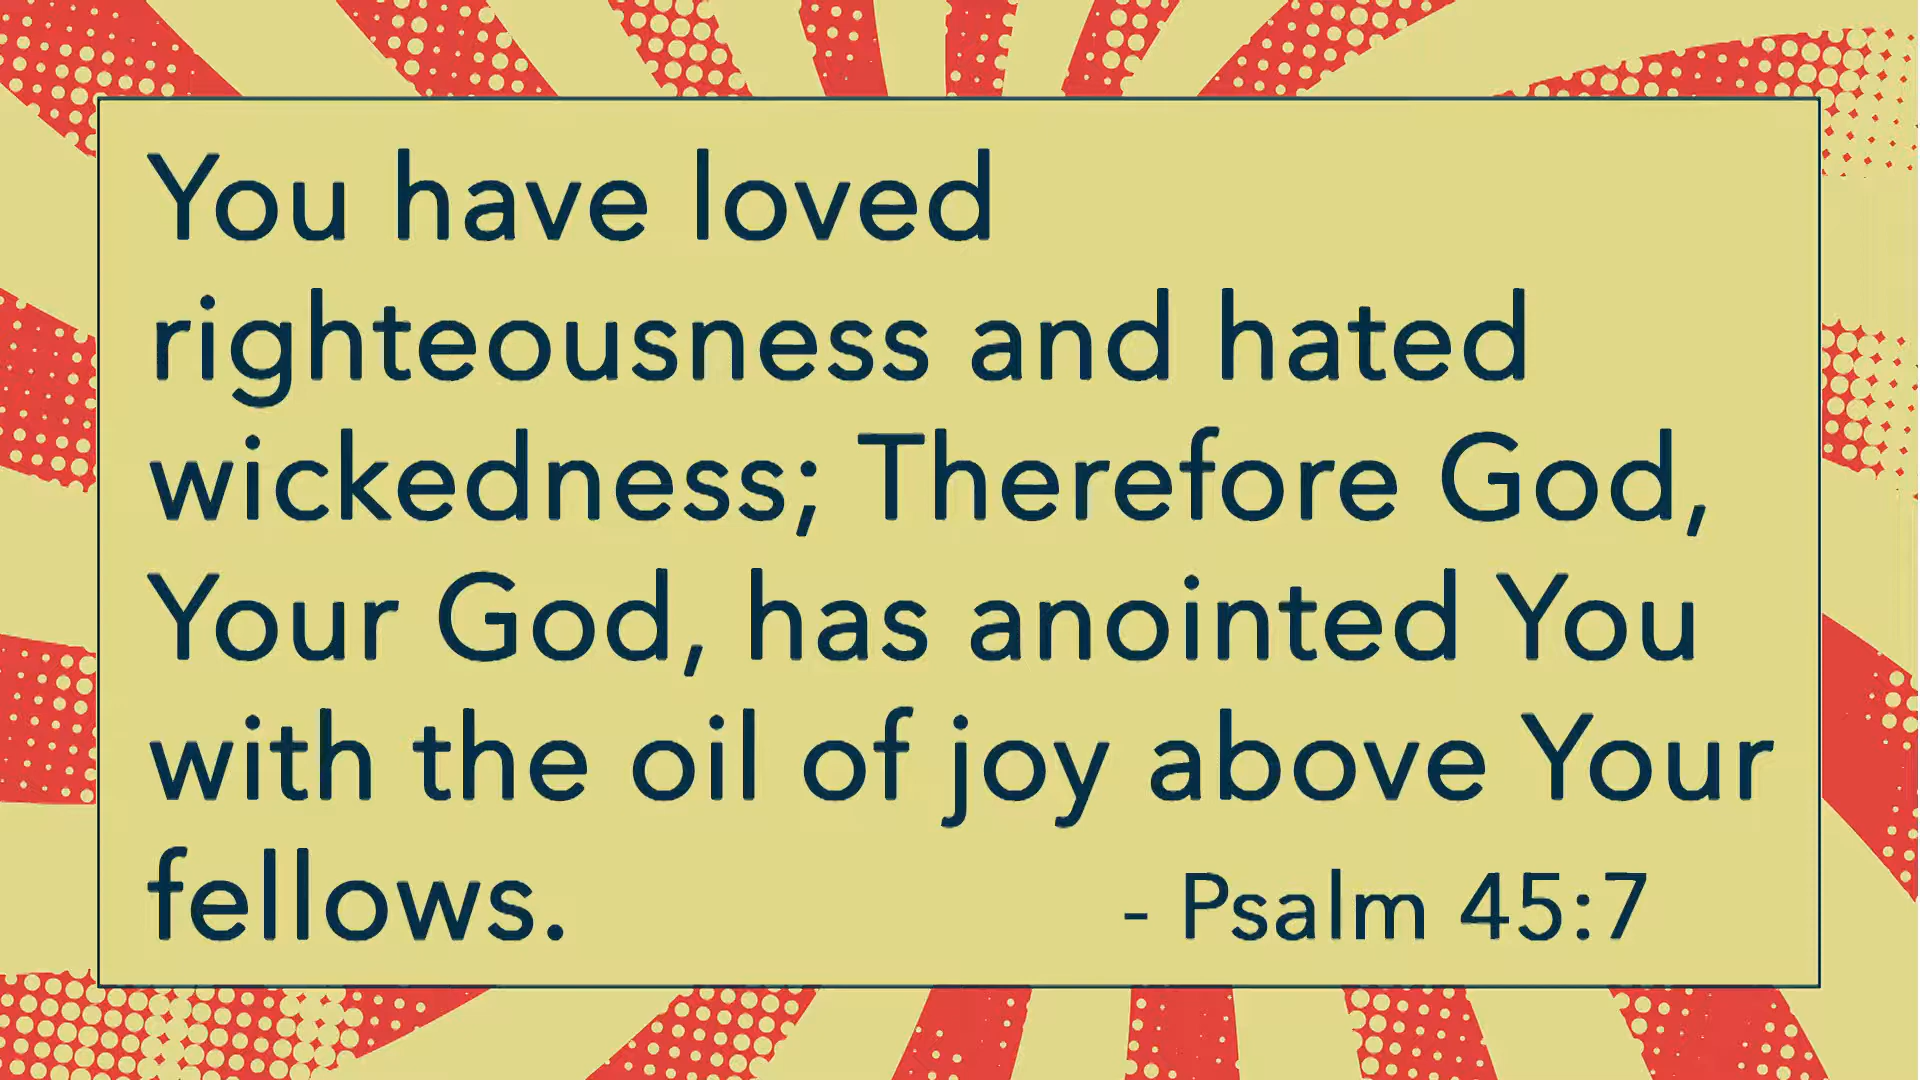 You have loved
righteousness and hated
wickedness; Therefore God,
Your God, has anointed You
with the oil of joy above Your
fellows.
- Psalm 45:7